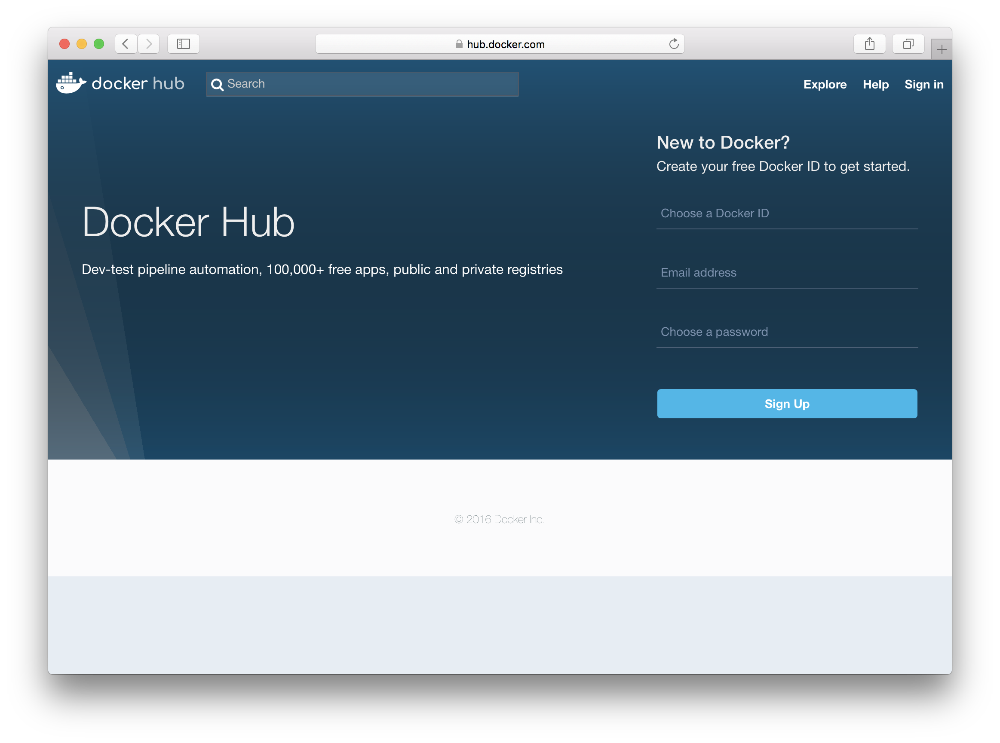 hub.docker.com
docker hub
Search
Explore Help Sign in
New to Docker?
Create your free Docker ID to get started.
Choose a Docker ID
Docker Hub
Email address
Dev-test pipeline automation, 100,000+ free apps, public and private registries
Choose a password
Sign Up
© 2016 Docker Inc.